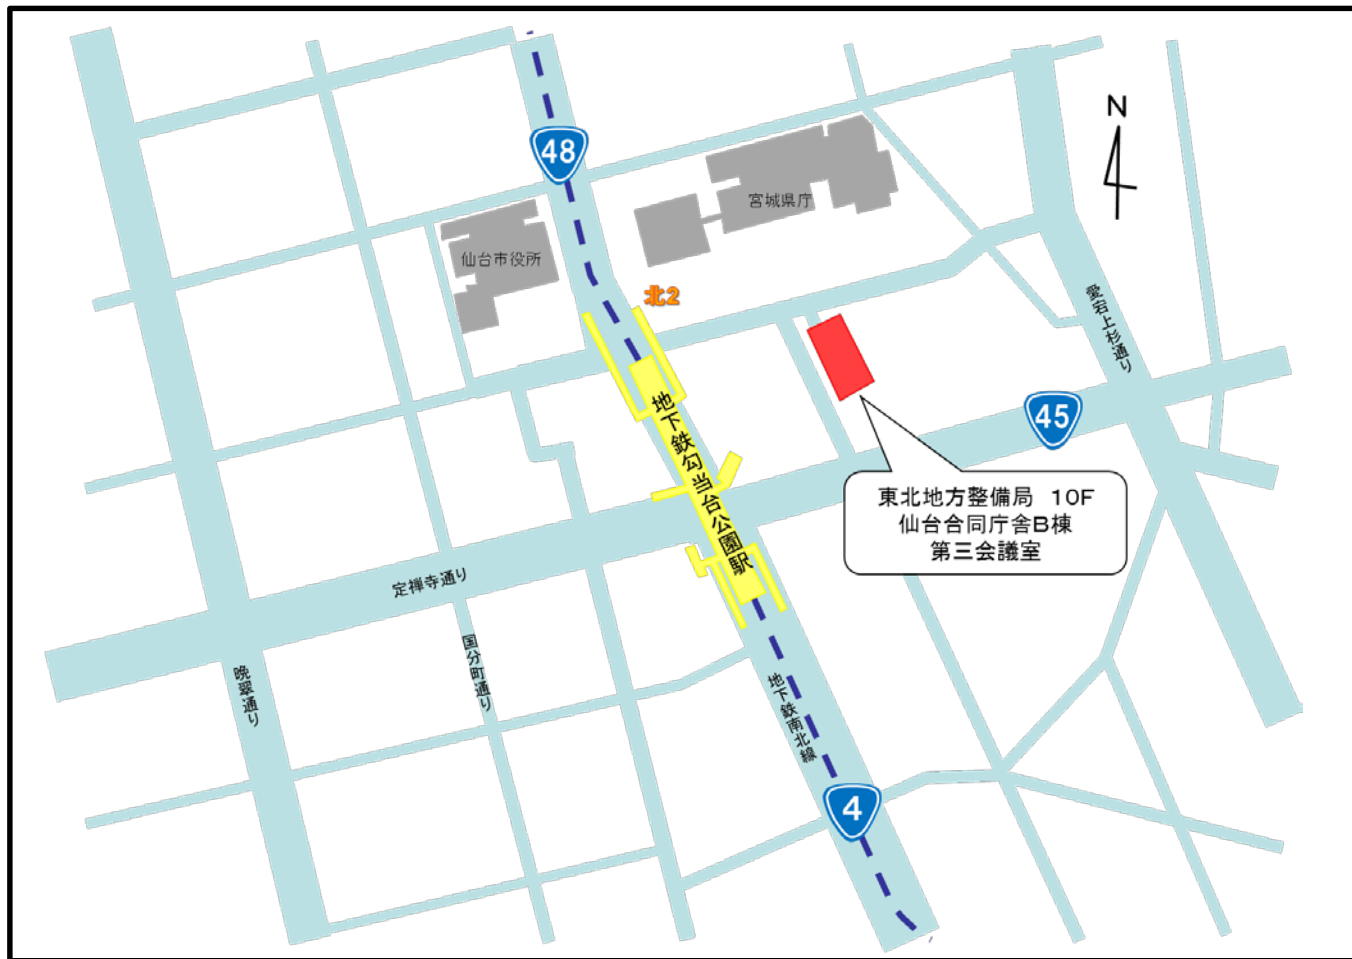 N
48
宮城県庁
仙台市役所
北2
愛宕上杉通り
地下鉄勾当台公園駅
45
東北地方整備局　10F
仙台合同庁舎B棟
第三会議室
定禅寺通り
国分町通り
晩翠通り
地下鉄南北線
4